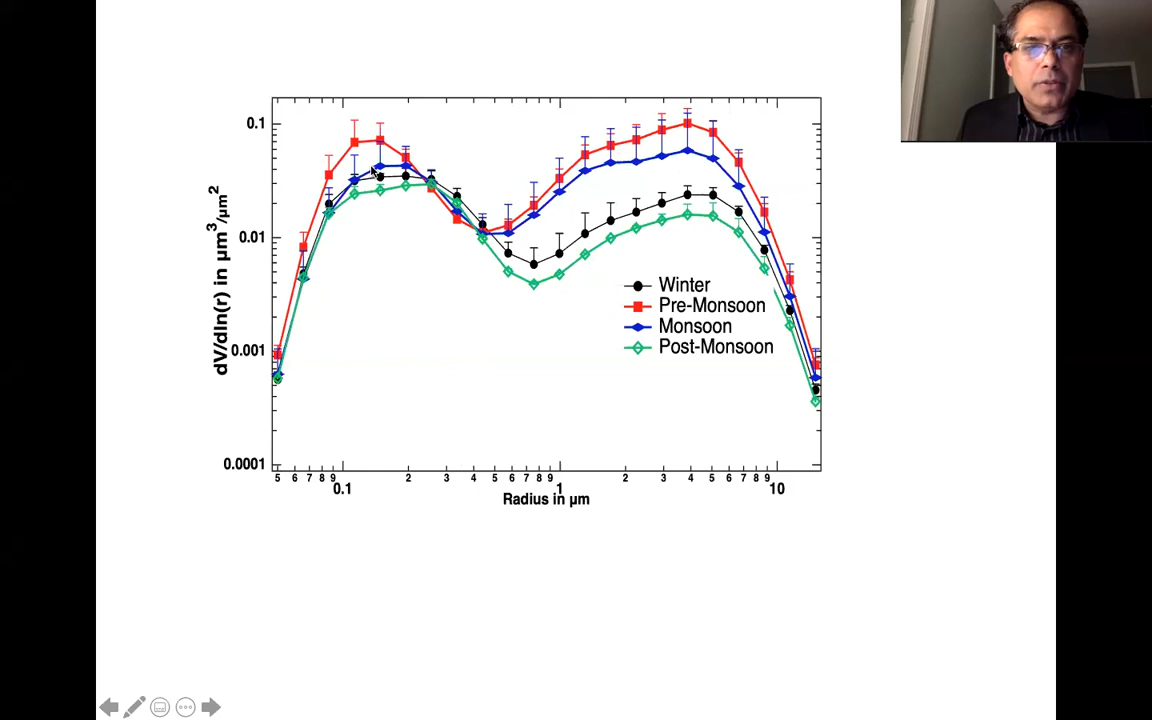 0.1
0.01
0.001
0.0001
dV/dln(r) in µm³/µm²
Winter
Pre-Monsoon
Monsoon
Post-Monsoon
5 6 7 8 9 2 3 4 5 6 7 8 9 2 3 4 5 6 7 8 9
0.1 1 10
Radius in µm